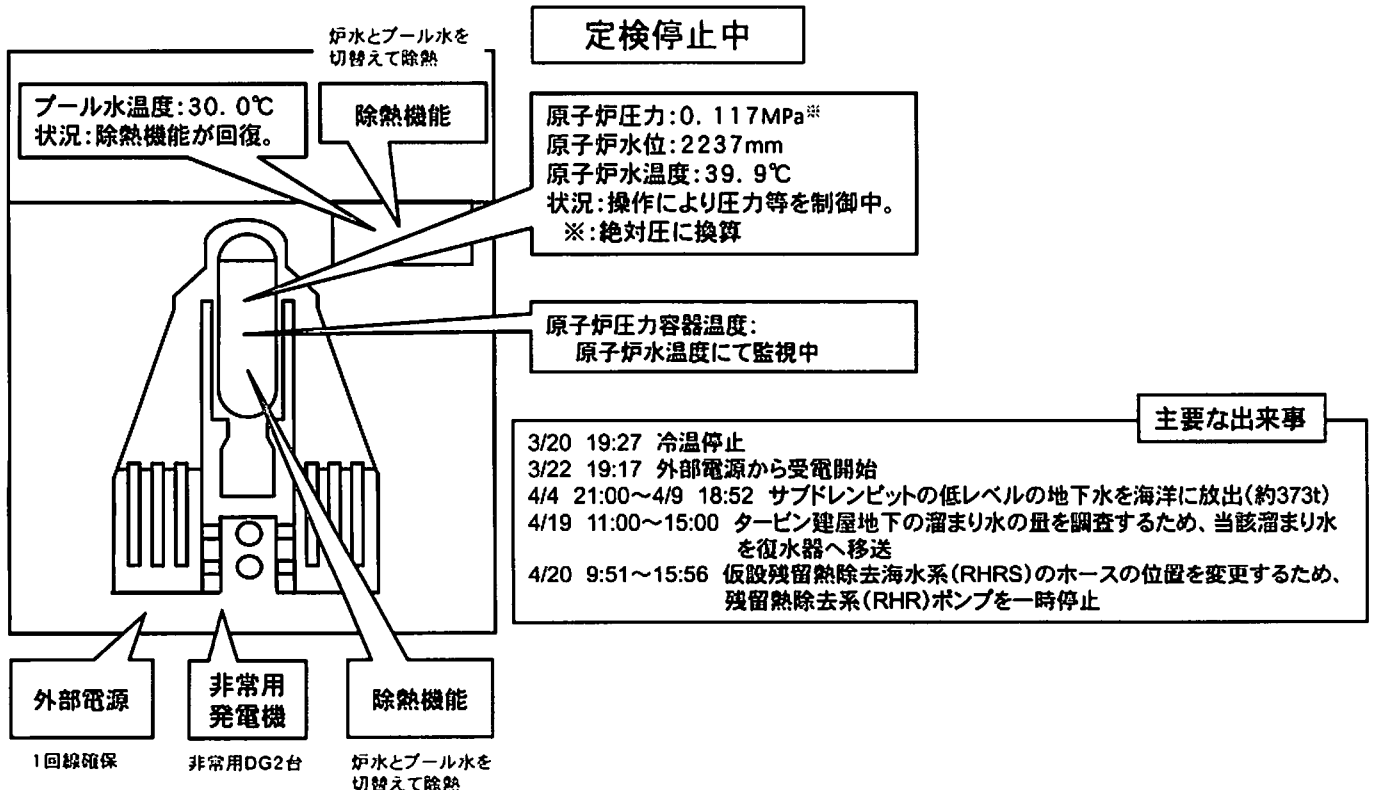 定検停止中
炉水とプール水を
切替えて除熱
プール水温度:30. 0℃
状況:除熱機能が回復。
除熱機能
原子炉圧力:0. 117MPa※
原子炉水位:2237mm
原子炉水温度:39. 9℃
状況:操作により圧力等を制御中。
※:絶対圧に換算
原子炉圧力容器温度:
原子炉水温度にて監視中
主要な出来事
3/20 19:27 冷温停止
3/22 19:17 外部電源から受電開始
4/4 21:00～4/9 18:52 サブドレンピットの低レベルの地下水を海洋に放出(約373t)
4/19 11:00～15:00 タービン建屋地下の溜まり水の量を調査するため、当該溜まり水
を復水器へ移送
4/20 9:51～15:56 仮設残留熱除去海水系(RHRS)のホースの位置を変更するため、
残留熱除去系(RHR)ポンプを一時停止
外部電源
1回線確保
非常用
発電機
非常用DG2台
除熱機能
炉水とプール水を
切替えて除熱